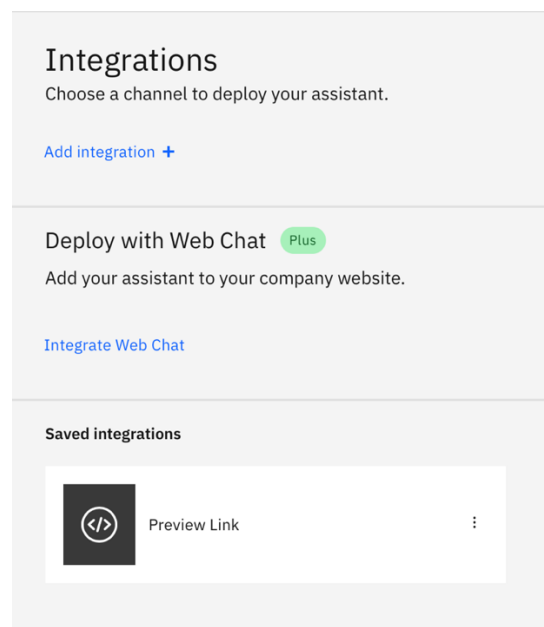 Integrations
Choose a channel to deploy your assistant.
Add integration +
Deploy with Web Chat Plus
Add your assistant to your company website.
Integrate Web Chat
Saved integrations
</> Preview Link